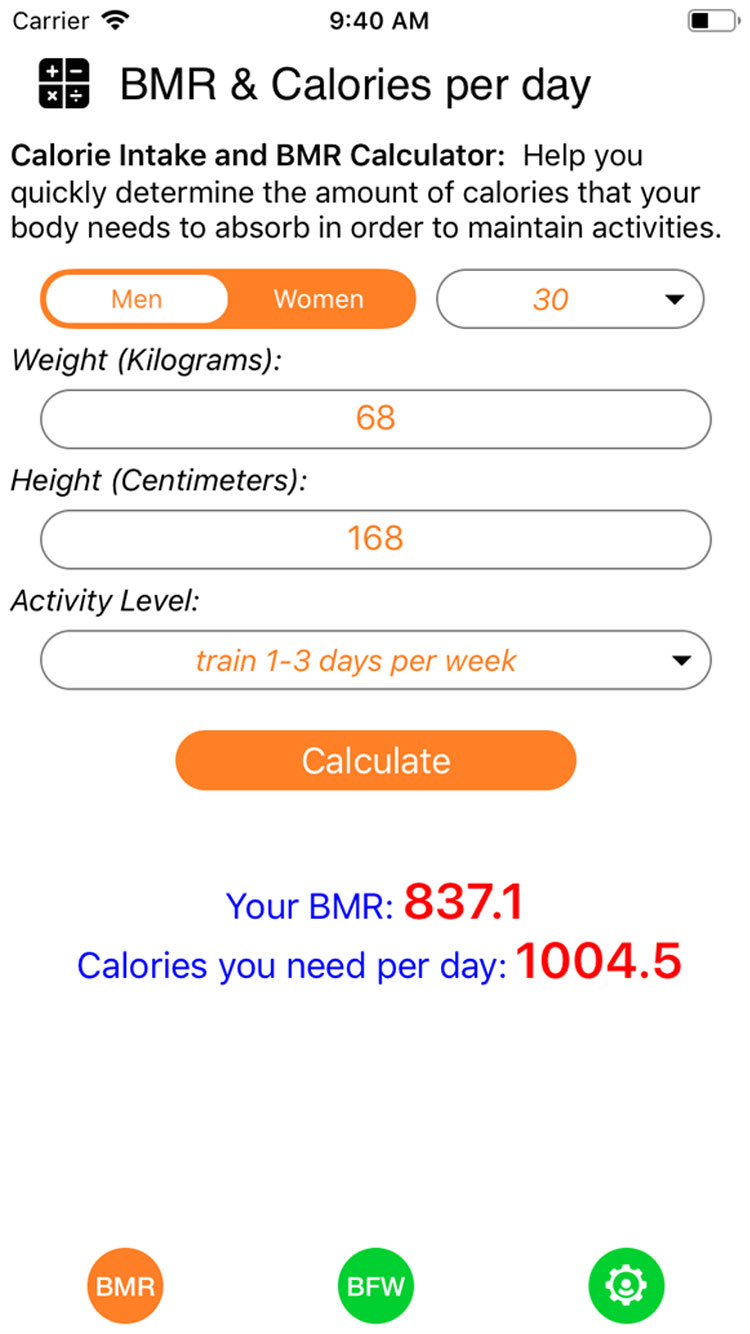 Carrier 9:40 AM
BMR & Calories per day
Calorie Intake and BMR Calculator: Help you
quickly determine the amount of calories that your
body needs to absorb in order to maintain activities.
Men Women 30
Weight (Kilograms):
68
Height (Centimeters):
168
Activity Level:
train 1-3 days per week
Calculate
Your BMR: 837.1
Calories you need per day: 1004.5
BMR BFW